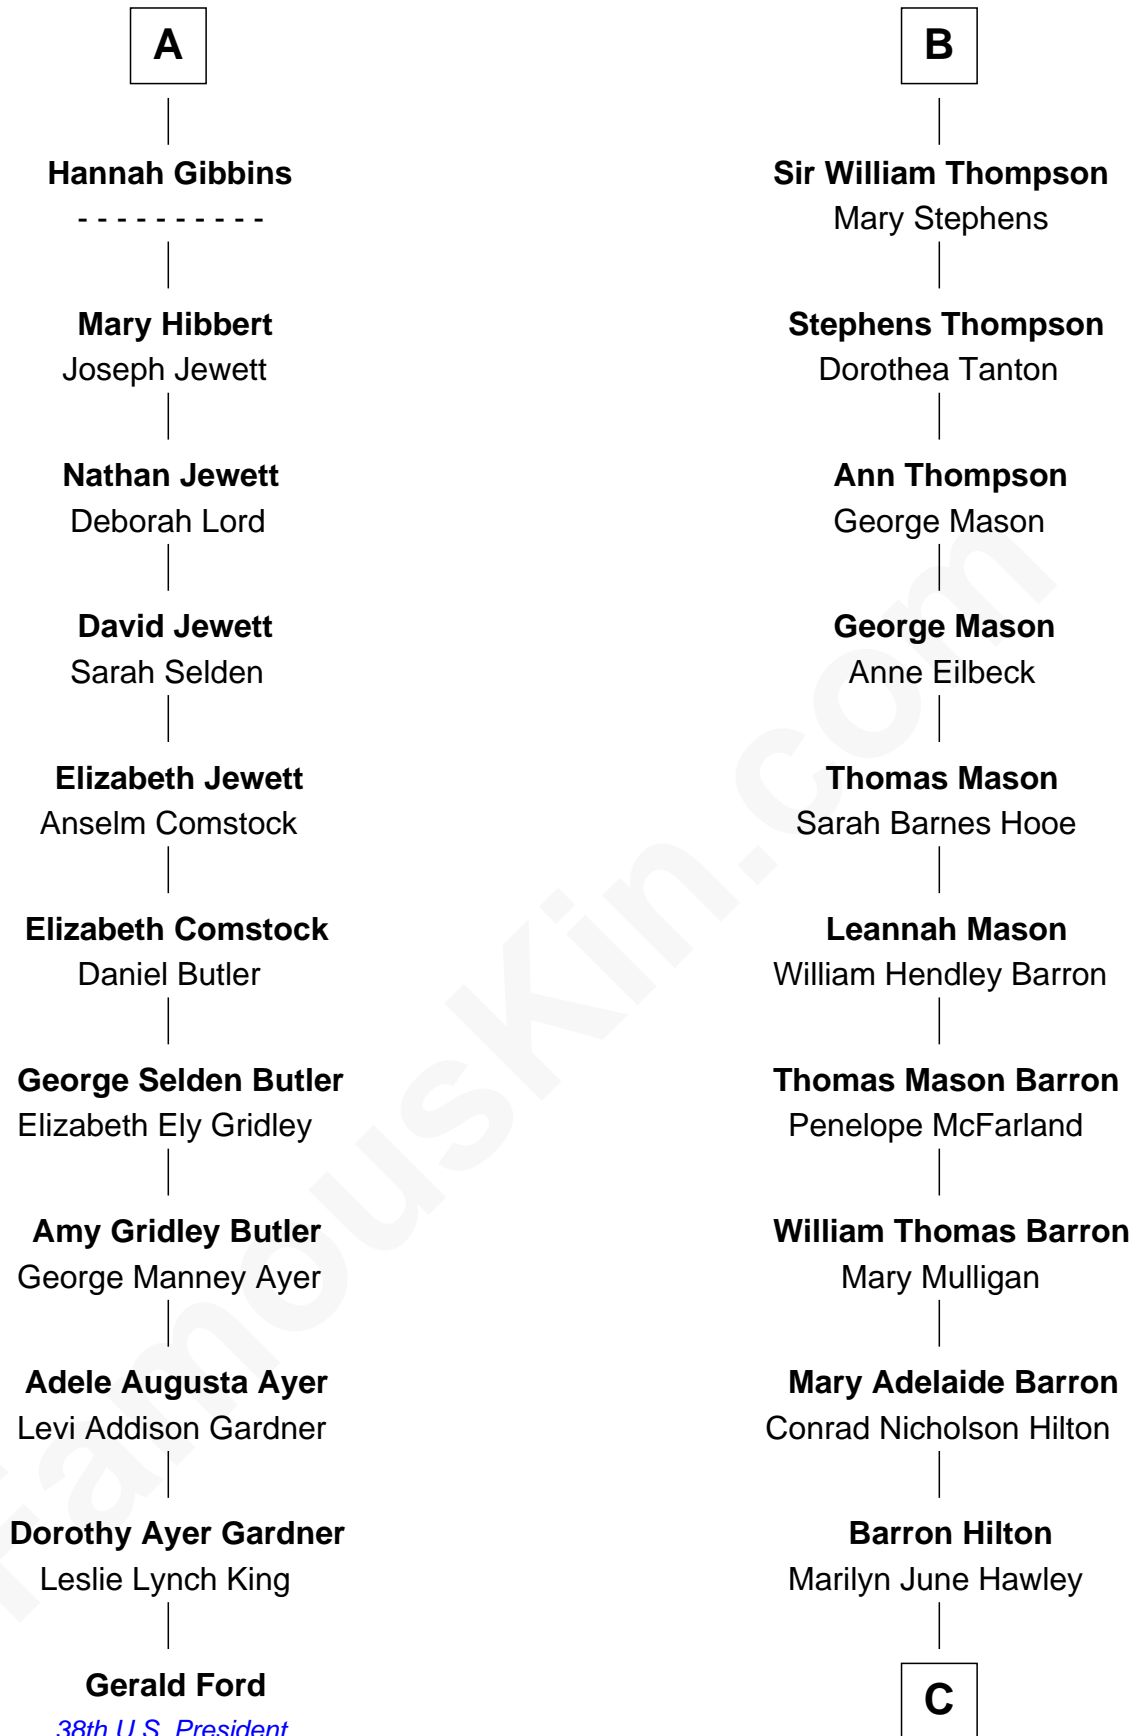 A
Hannah Gibbins
- - - - - - - - - -
Mary Hibbert
Joseph Jewett
Nathan Jewett
Deborah Lord
David Jewett
Sarah Selden
Elizabeth Jewett
Anselm Comstock
Elizabeth Comstock
Daniel Butler
George Selden Butler
Elizabeth Ely Gridley
Amy Gridley Butler
George Manney Ayer
Adele Augusta Ayer
Levi Addison Gardner
Dorothy Ayer Gardner
Leslie Lynch King
Gerald Ford
38th U.S. President
B
Sir William Thompson
Mary Stephens
Stephens Thompson
Dorothea Tanton
Ann Thompson
George Mason
George Mason
Anne Eilbeck
Thomas Mason
Sarah Barnes Hooe
Leannah Mason
William Hendley Barron
Thomas Mason Barron
Penelope McFarland
William Thomas Barron
Mary Mulligan
Mary Adelaide Barron
Conrad Nicholson Hilton
Barron Hilton
Marilyn June Hawley
C
FamousKin.com